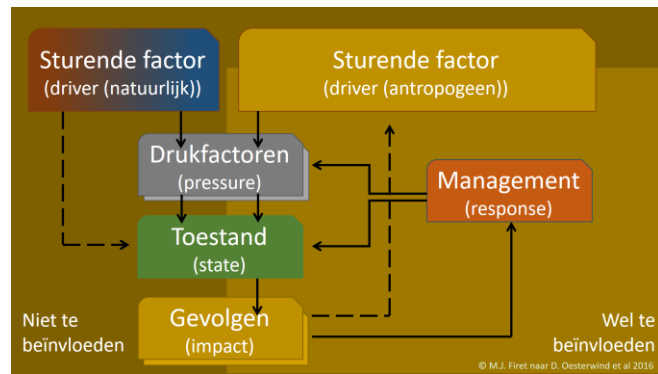 Sturende factor
(driver (natuurlijk))
Sturende factor
(driver (antropogeen))
Drukfactoren
(pressure)
Management
(response)
Toestand
(state)
Gevolgen
(impact)
Niet te
beïnvloeden
Wel te
beïnvloeden
© M.J. Firet naar D. Oesterwind et al 2016